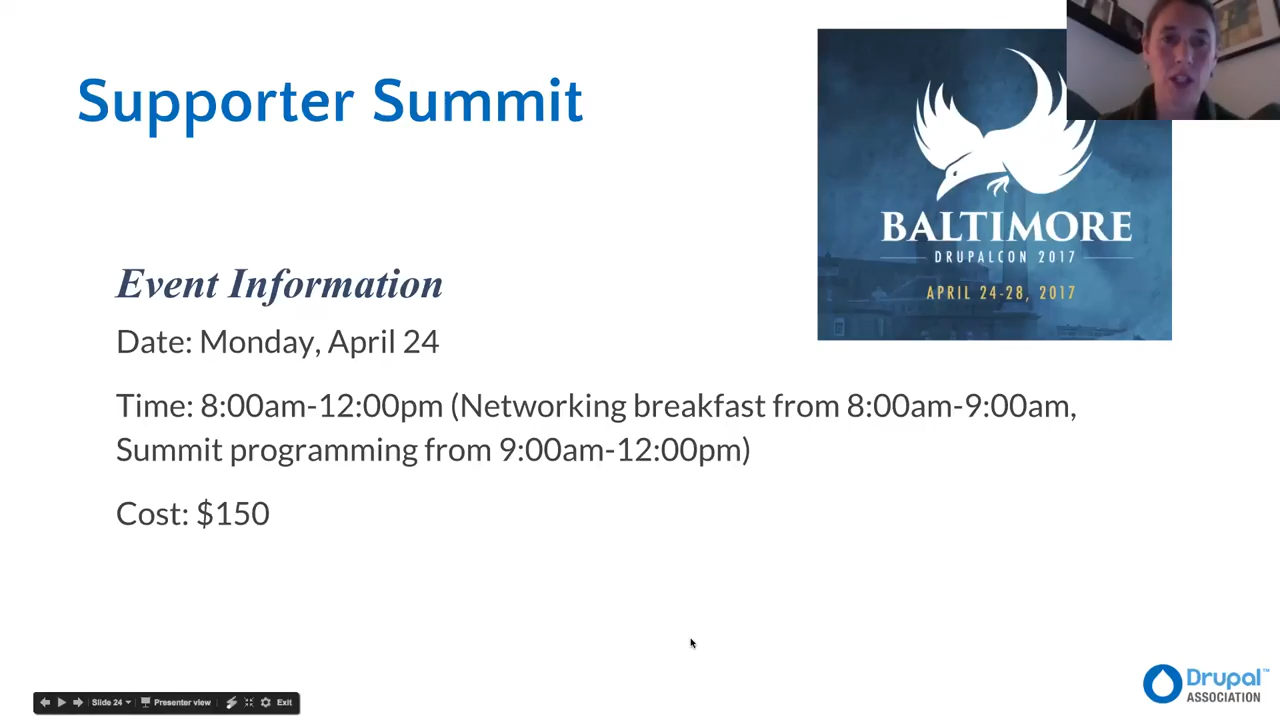 Supporter Summit
BALTIMORE
DRUPALCON 2017
APRIL 24-28, 2017
Event Information
Date: Monday, April 24
Time: 8:00am-12:00pm (Networking breakfast from 8:00am-9:00am,
Summit programming from 9:00am-12:00pm)
Cost: $150
Slide 24
Presenter view
Exit
Drupal™
ASSOCIATION